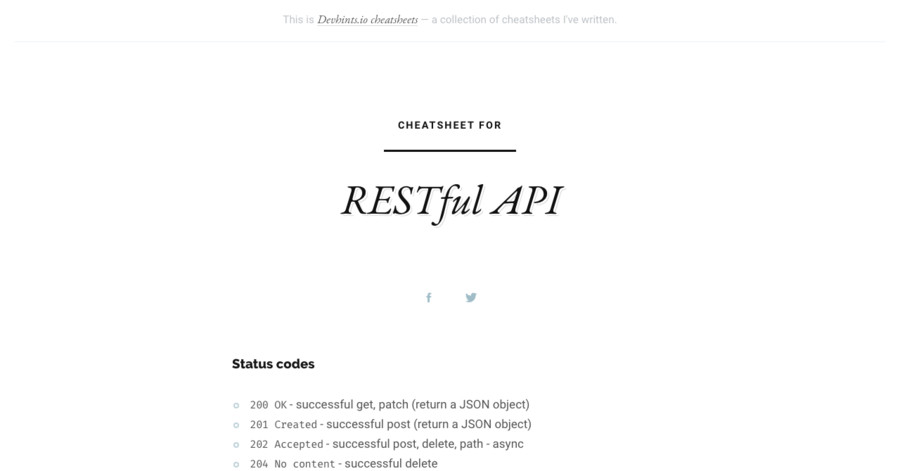 This is Devhints.io cheatsheets — a collection of cheatsheets I've written.
CHEATSHEET FOR
RESTful API
Status codes
200 OK - successful get, patch (return a JSON object)
201 Created - successful post (return a JSON object)
202 Accepted - successful post, delete, path - async
204 No content - successful delete